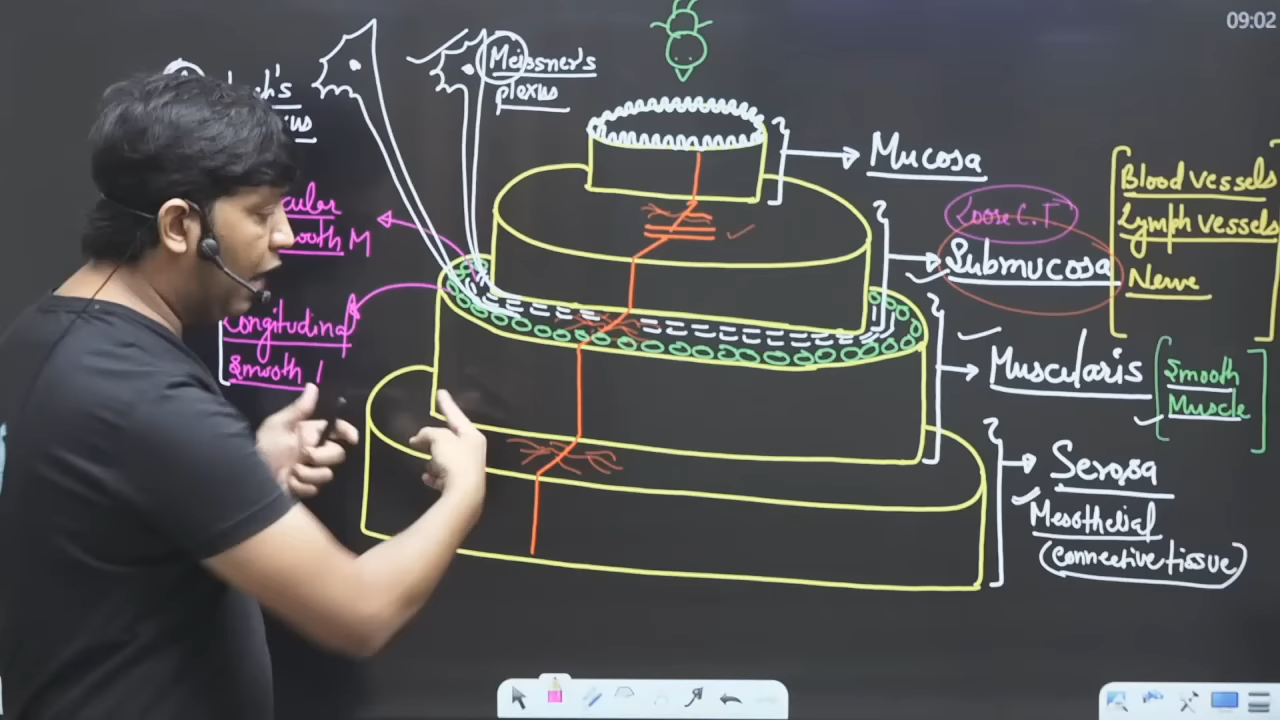 09:02
Meissner's
plexus
Mucosa
Loose C.T
Submucosa
Blood vessels
Lymph vessels
Nerve
Muscularis
Smooth
Muscle
Serosa
Mesothelial
(connective tissue)
Longitudinal
Smooth